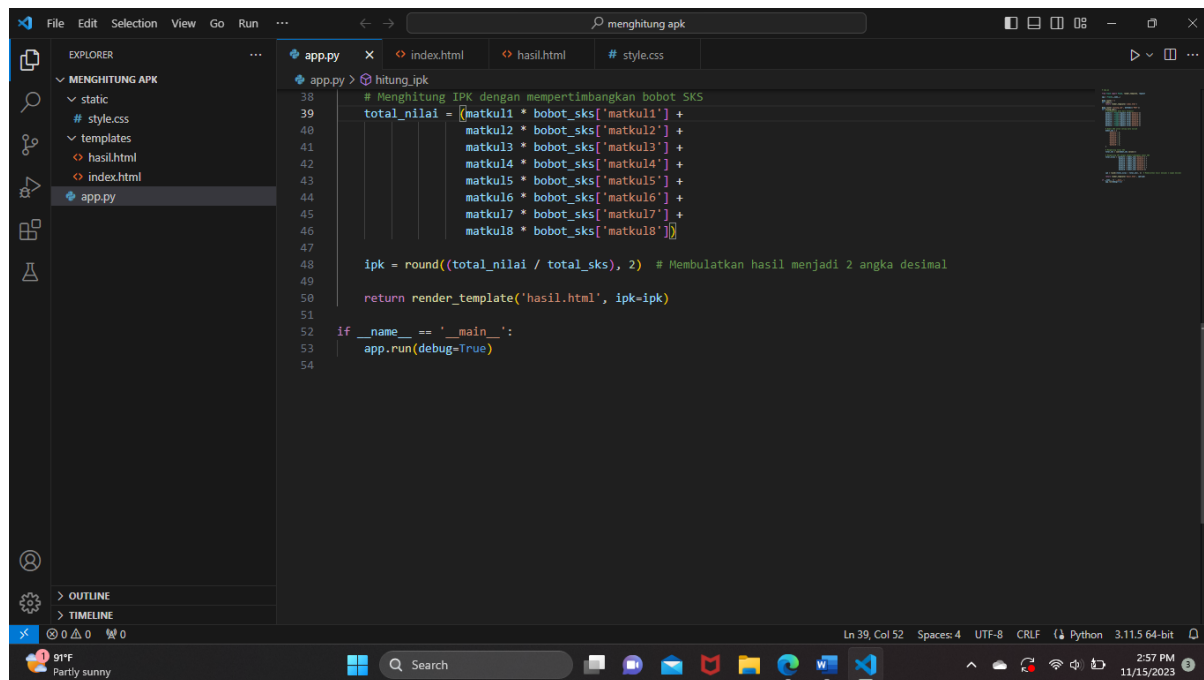 File Edit Selection View Go Run ··· menghitung apk
EXPLORER ···
MENGHITUNG APK
static
# style.css
templates
<> hasil.html
<> index.html
app.py
app.py × <> index.html <> hasil.html # style.css
app.py > hitung_ipk
38 # Menghitung IPK dengan mempertimbangkan bobot SKS
39 total_nilai = (matkul1 * bobot_sks['matkul1'] +
40 matkul2 * bobot_sks['matkul2'] +
41 matkul3 * bobot_sks['matkul3'] +
42 matkul4 * bobot_sks['matkul4'] +
43 matkul5 * bobot_sks['matkul5'] +
44 matkul6 * bobot_sks['matkul6'] +
45 matkul7 * bobot_sks['matkul7'] +
46 matkul8 * bobot_sks['matkul8'])
47
48 ipk = round((total_nilai / total_sks), 2) # Membulatkan hasil menjadi 2 angka desimal
49
50 return render_template('hasil.html', ipk=ipk)
51
52 if __name__ == '__main__':
53 app.run(debug=True)
54
> OUTLINE
> TIMELINE
0 0 0 Ln 39, Col 52 Spaces: 4 UTF-8 CRLF Python 3.11.5 64-bit
1 91°F
Partly sunny
Search
2:57 PM
11/15/2023
3